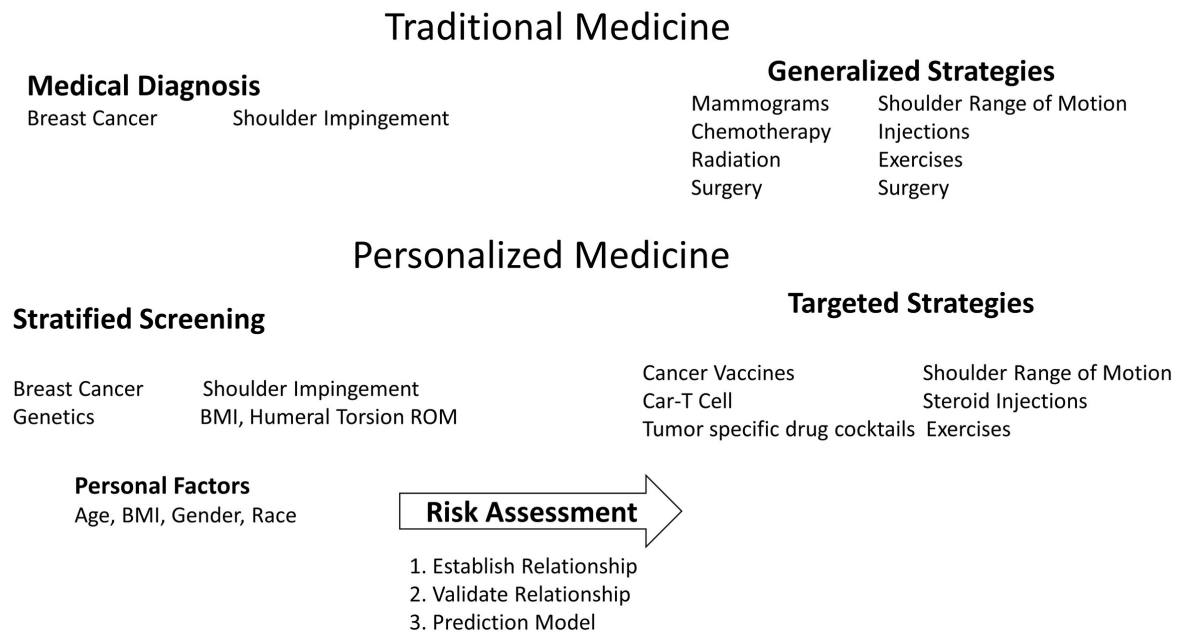 Traditional Medicine
Medical Diagnosis
Breast Cancer Shoulder Impingement
Generalized Strategies
Mammograms Shoulder Range of Motion
Chemotherapy Injections
Radiation Exercises
Surgery Surgery
Personalized Medicine
Stratified Screening
Breast Cancer Shoulder Impingement
Genetics BMI, Humeral Torsion ROM
Targeted Strategies
Cancer Vaccines Shoulder Range of Motion
Car-T Cell Steroid Injections
Tumor specific drug cocktails Exercises
Personal Factors
Age, BMI, Gender, Race
Risk Assessment
1. Establish Relationship
2. Validate Relationship
3. Prediction Model